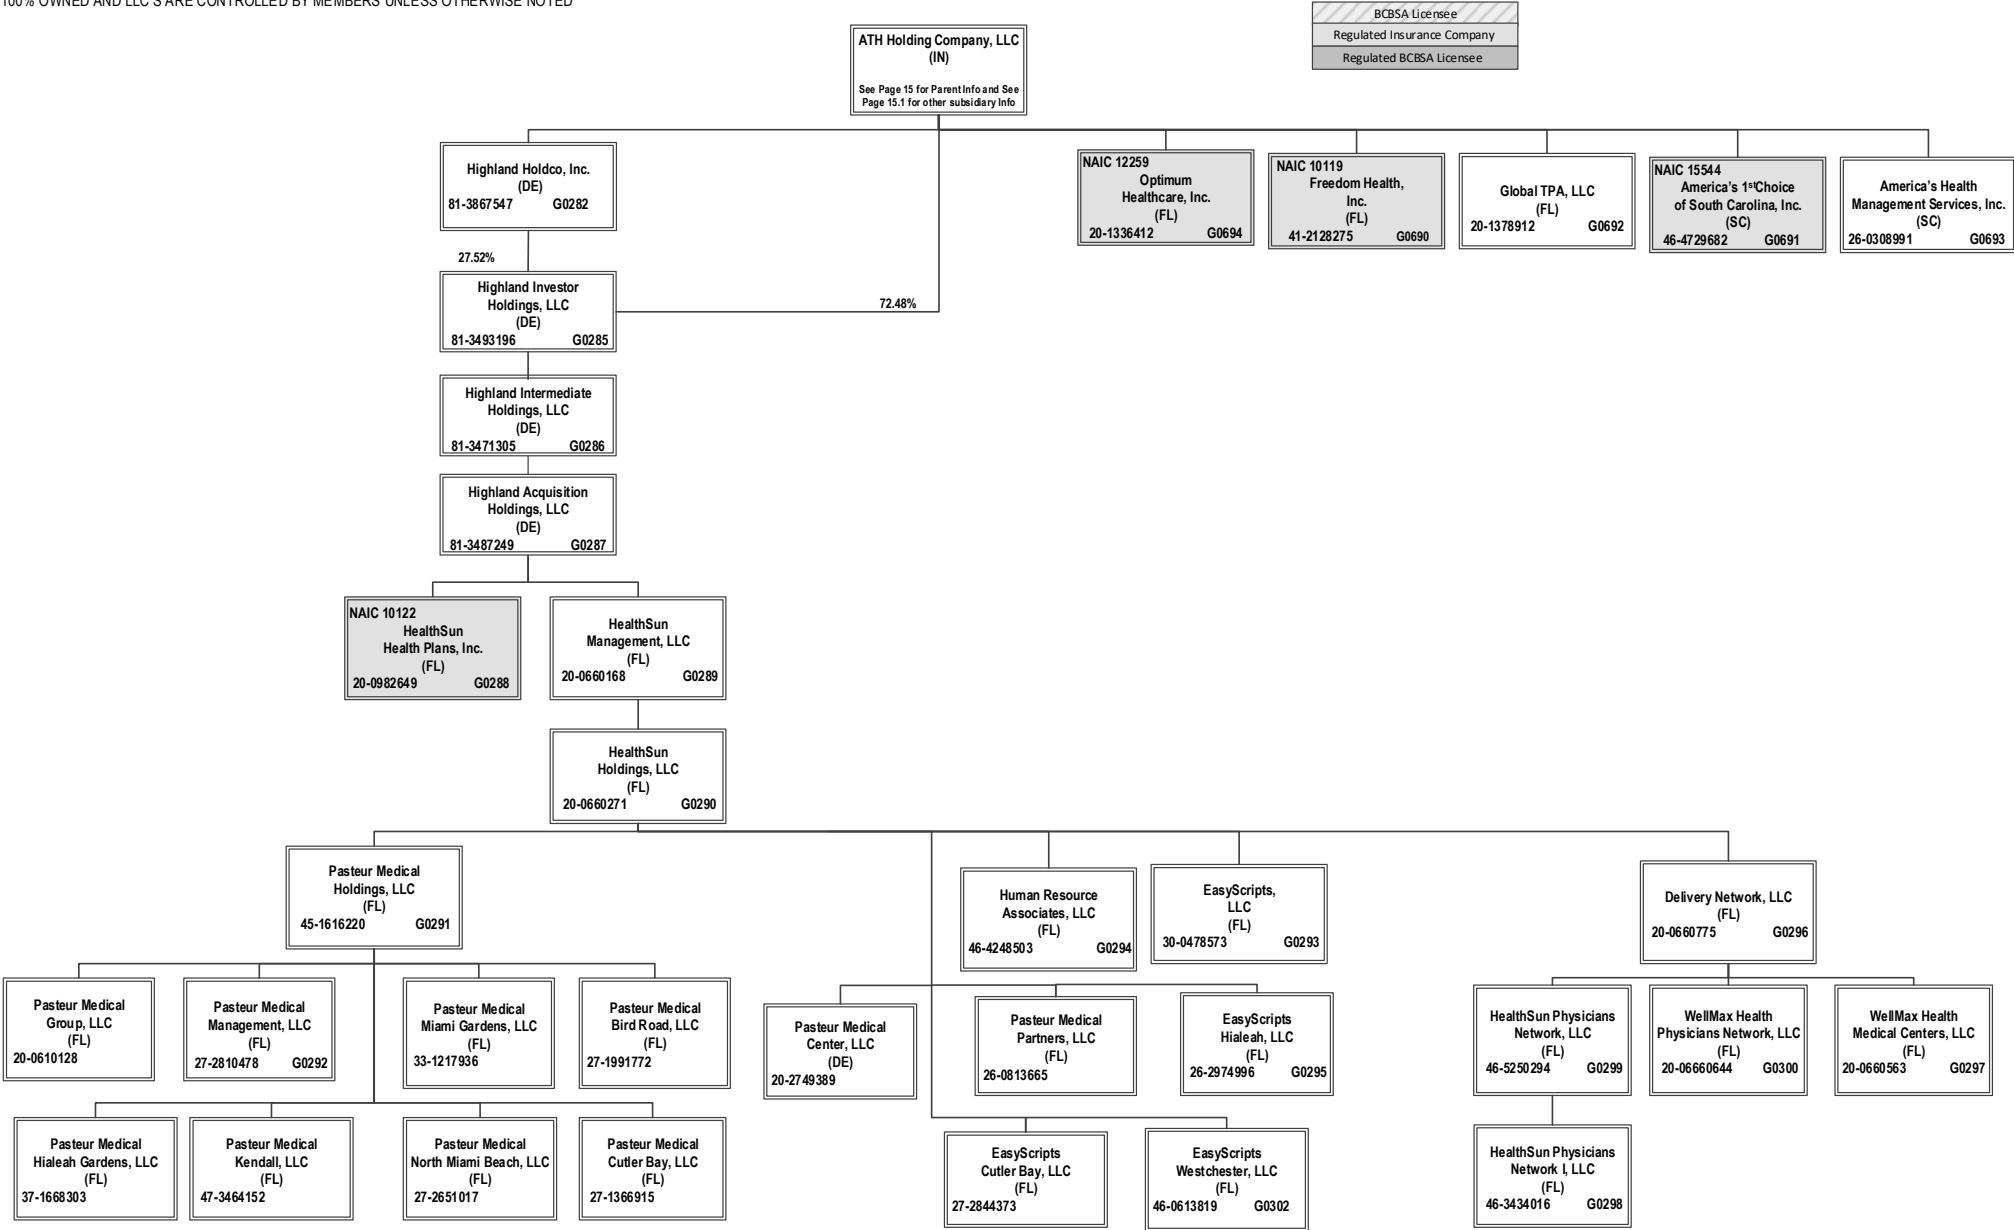 100% OWNED AND LLC'S ARE CONTROLLED BY MEMBERS UNLESS OTHERWISE NOTED
BCBSA Licensee
Regulated Insurance Company
Regulated BCBSA Licensee
ATH Holding Company, LLC
(IN)
See Page 15 for Parent Info and See
Page 15.1 for other subsidiary Info
Highland Holdco, Inc.
(DE)
81-3867547 G0282
NAIC 12259
Optimum
Healthcare, Inc.
(FL)
20-1336412 G0694
NAIC 10119
Freedom Health,
Inc.
(FL)
41-2128275 G0690
Global TPA, LLC
(FL)
20-1378912 G0692
NAIC 15544
America's 1st Choice
of South Carolina, Inc.
(SC)
46-4729682 G0691
America's Health
Management Services, Inc.
(SC)
26-0308991 G0693
27.52%
72.48%
Highland Investor
Holdings, LLC
(DE)
81-3493196 G0285
Highland Intermediate
Holdings, LLC
(DE)
81-3471305 G0286
Highland Acquisition
Holdings, LLC
(DE)
81-3487249 G0287
NAIC 10122
HealthSun
Health Plans, Inc.
(FL)
20-0982649 G0288
HealthSun
Management, LLC
(FL)
20-0660168 G0289
HealthSun
Holdings, LLC
(FL)
20-0660271 G0290
Pasteur Medical
Holdings, LLC
(FL)
45-1616220 G0291
Human Resource
Associates, LLC
(FL)
46-4248503 G0294
EasyScripts,
LLC
(FL)
30-0478573 G0293
Delivery Network, LLC
(FL)
20-0660775 G0296
Pasteur Medical
Group, LLC
(FL)
20-0610128
Pasteur Medical
Management, LLC
(FL)
27-2810478 G0292
Pasteur Medical
Miami Gardens, LLC
(FL)
33-1217936
Pasteur Medical
Bird Road, LLC
(FL)
27-1991772
Pasteur Medical
Center, LLC
(DE)
20-2749389
Pasteur Medical
Partners, LLC
(FL)
26-0813665
EasyScripts
Hialeah, LLC
(FL)
26-2974996 G0295
HealthSun Physicians
Network, LLC
(FL)
46-5250294 G0299
WellMax Health
Physicians Network, LLC
(FL)
20-06660644 G0300
WellMax Health
Medical Centers, LLC
(FL)
20-0660563 G0297
Pasteur Medical
Hialeah Gardens, LLC
(FL)
37-1668303
Pasteur Medical
Kendall, LLC
(FL)
47-3464152
Pasteur Medical
North Miami Beach, LLC
(FL)
27-2651017
Pasteur Medical
Cutler Bay, LLC
(FL)
27-1366915
EasyScripts
Cutler Bay, LLC
(FL)
27-2844373
EasyScripts
Westchester, LLC
(FL)
46-0613819 G0302
HealthSun Physicians
Network I, LLC
(FL)
46-3434016 G0298